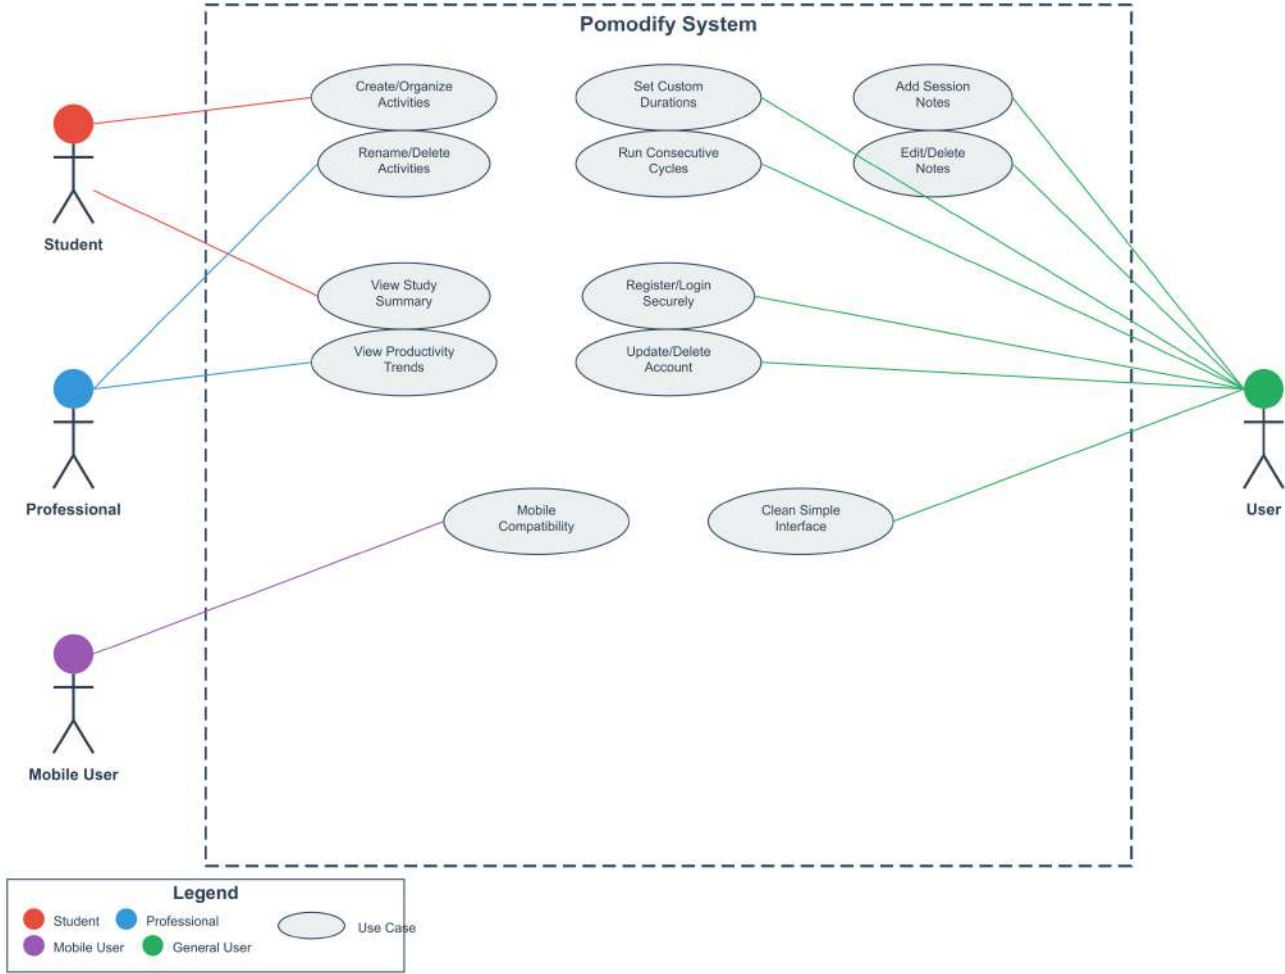 Pomodify System
Create/Organize
Activities
Set Custom
Durations
Add Session
Notes
Rename/Delete
Activities
Run Consecutive
Cycles
Edit/Delete
Notes
Student
View Study
Summary
Register/Login
Securely
View Productivity
Trends
Update/Delete
Account
Professional
User
Mobile
Compatibility
Clean Simple
Interface
Mobile User
Legend
Student
Professional
Use Case
Mobile User
General User